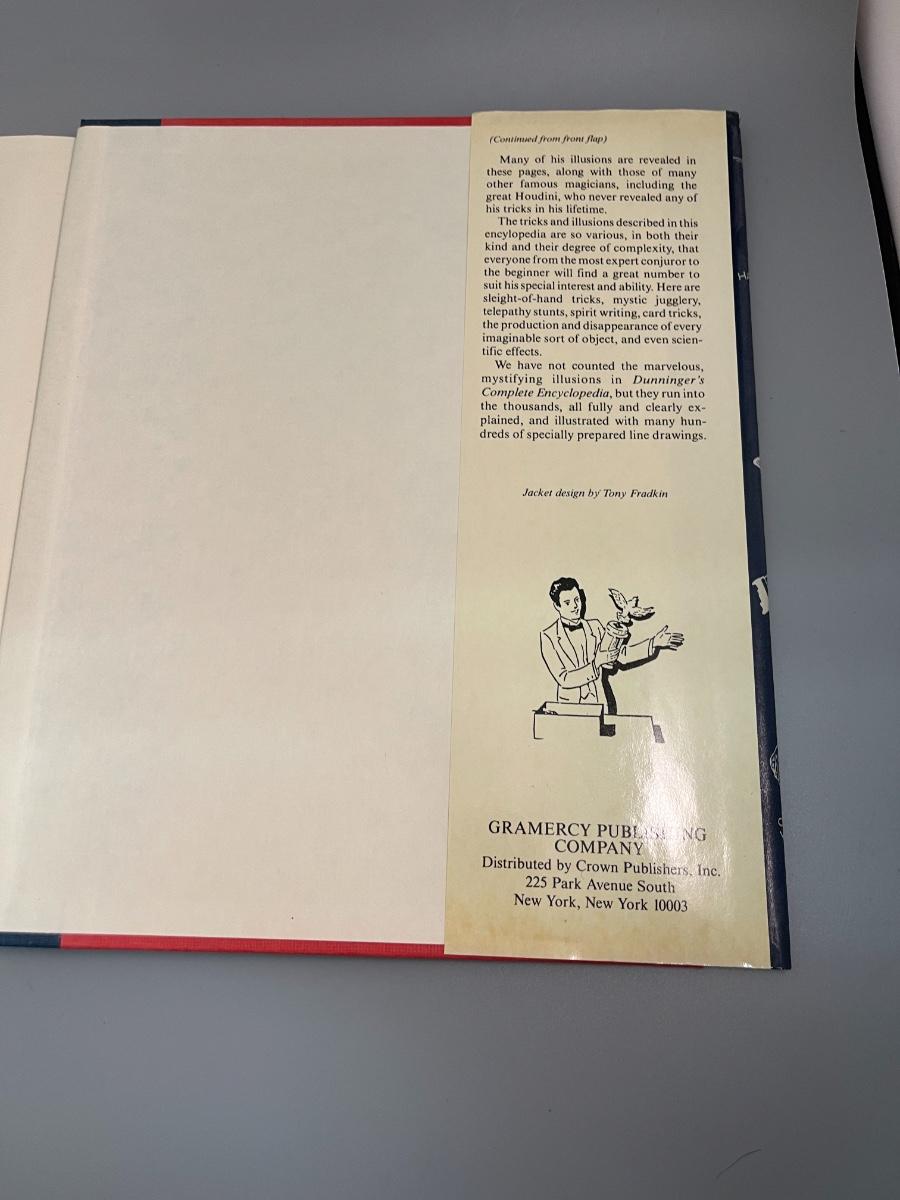 (Continued from front flap)
Many of his illusions are revealed in
these pages, along with those of many
other famous magicians, including the
great Houdini, who never revealed any of
his tricks in his lifetime.
The tricks and illusions described in this
encylopedia are so various, in both their
kind and their degree of complexity, that
everyone from the most expert conjuror to
the beginner will find a great number to
suit his special interest and ability. Here are
sleight-of-hand tricks, mystic jugglery,
telepathy stunts, spirit writing, card tricks,
the production and disappearance of every
imaginable sort of object, and even scien-
tific effects.
We have not counted the marvelous,
mystifying illusions in Dunninger's
Complete Encyclopedia, but they run into
the thousands, all fully and clearly ex-
plained, and illustrated with many hun-
dreds of specially prepared line drawings.
Jacket design by Tony Fradkin
GRAMERCY PUBLISHING
COMPANY
Distributed by Crown Publishers, Inc.
225 Park Avenue South
New York, New York 10003